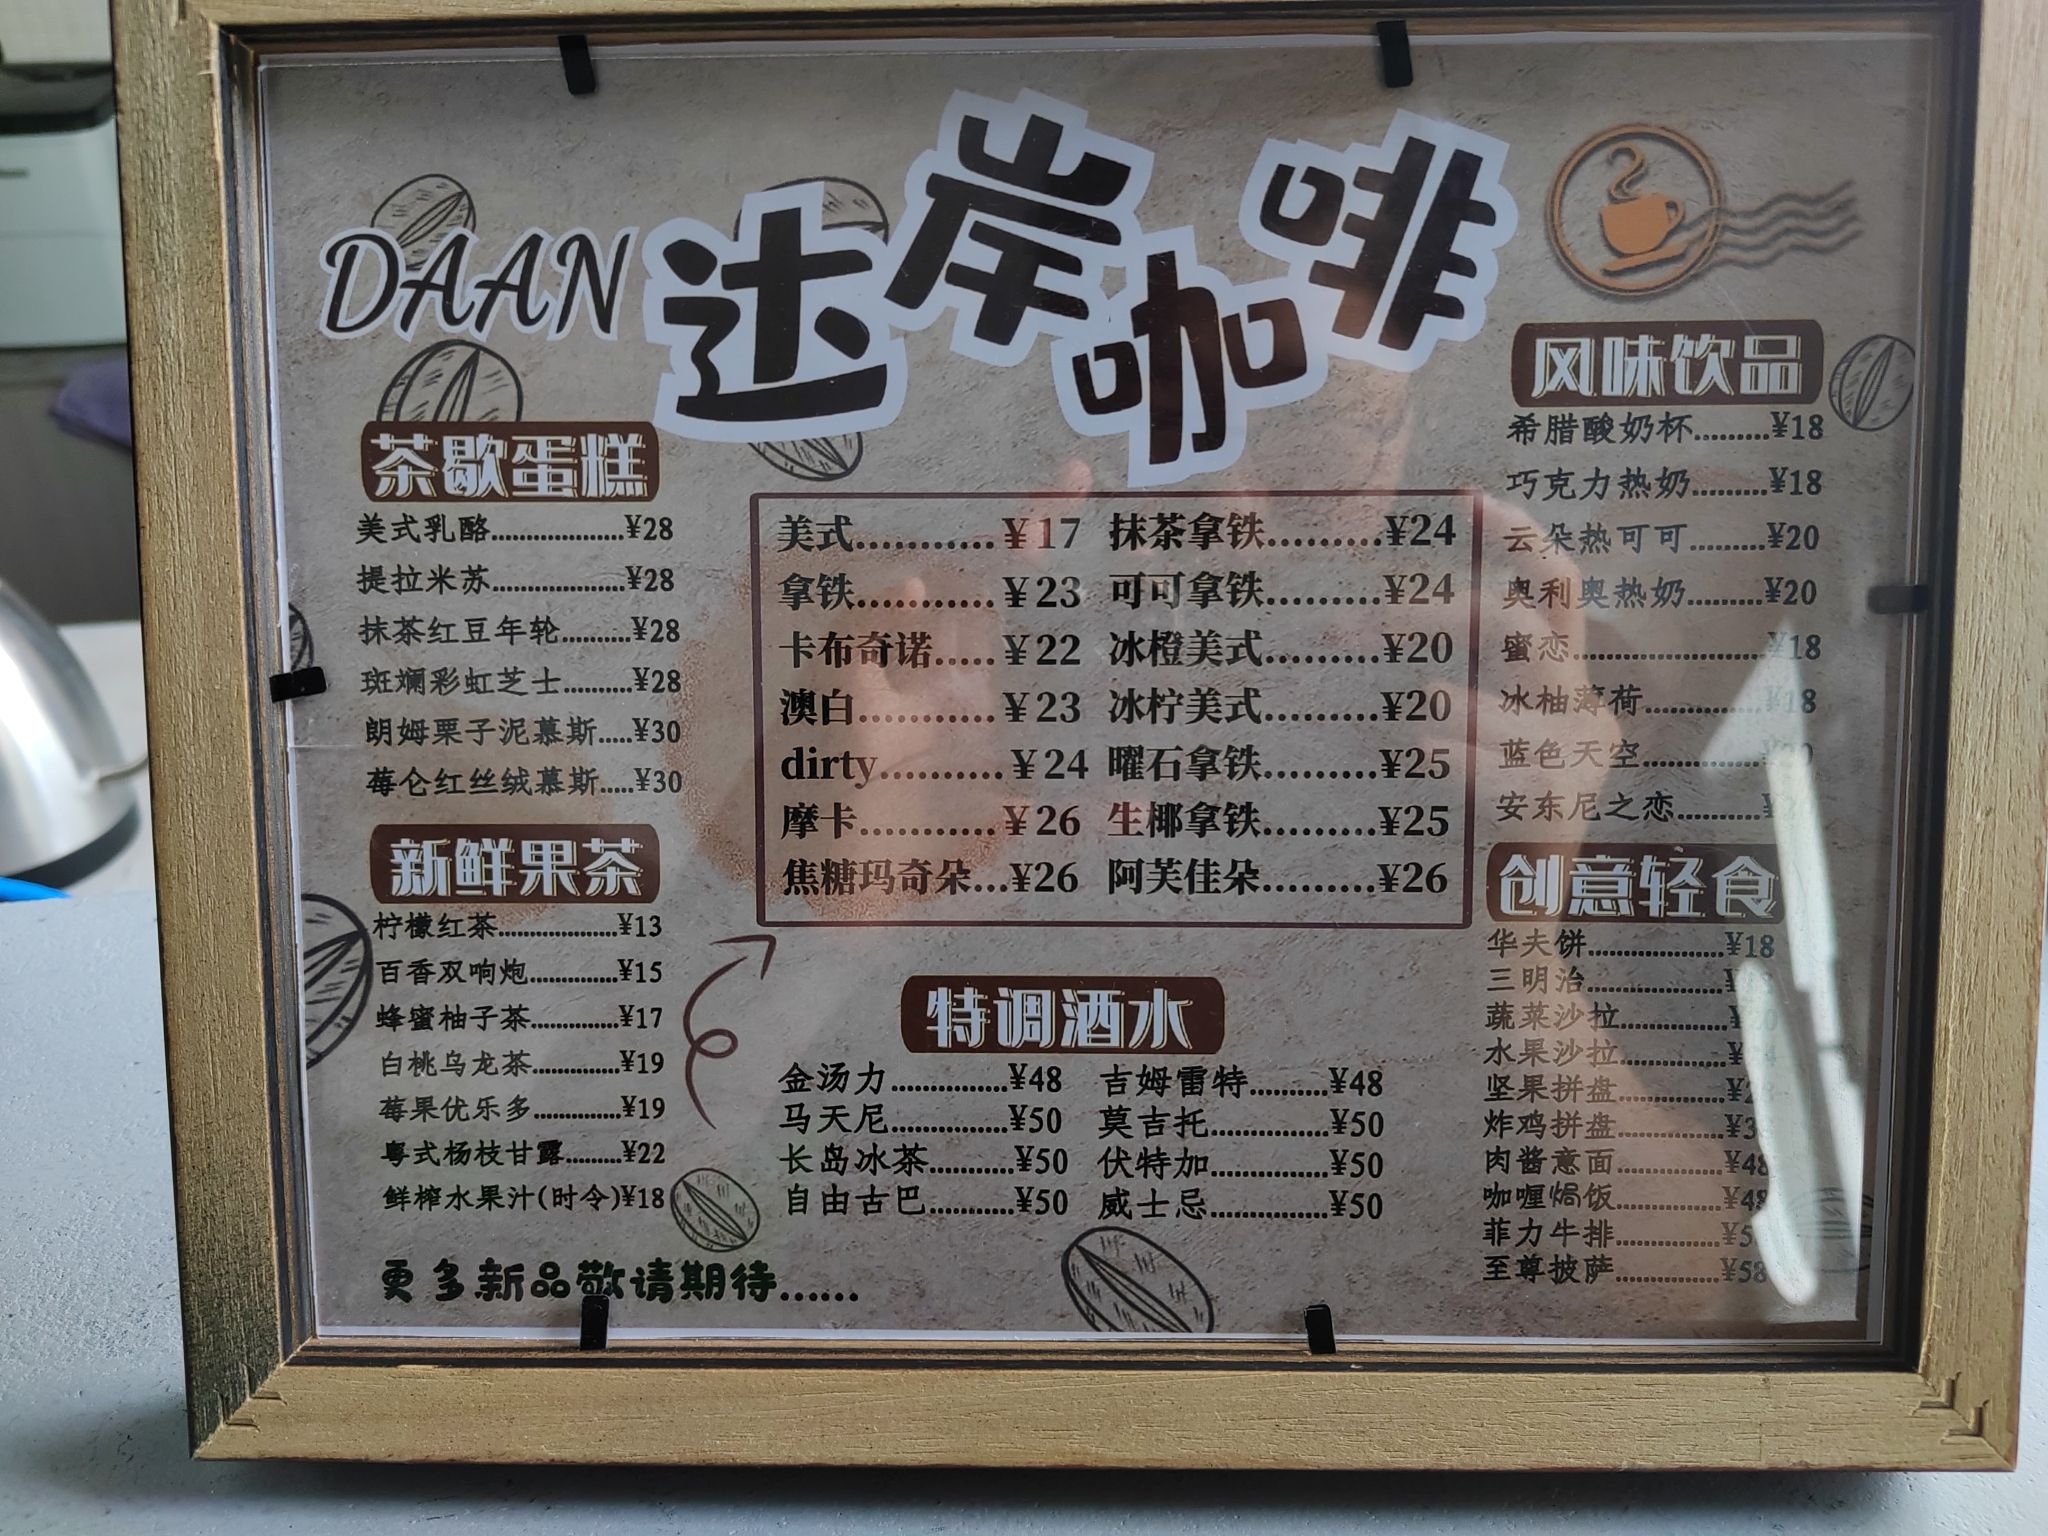 DAAN 达岸咖啡
茶歇蛋糕
美式乳酪....................¥28
提拉米苏....................¥28
抹茶红豆年轮..........¥28
斑斓彩虹芝士..........¥28
朗姆栗子泥慕斯.....¥30
莓仑红丝绒慕斯.....¥30
新鲜果茶
柠檬红茶....................¥13
百香双响炮...............¥15
蜂蜜柚子茶...............¥17
白桃乌龙茶...............¥19
莓果优乐多...............¥19
粤式杨枝甘露..........¥22
鲜榨水果汁(时令)¥18
更多新品敬请期待......
美式...........¥17
拿铁...........¥23
卡布奇诺.....¥22
澳白...........¥23
dirty..........¥24
摩卡...........¥26
焦糖玛奇朵...¥26
抹茶拿铁.........¥24
可可拿铁.........¥24
冰橙美式.........¥20
冰柠美式.........¥20
曜石拿铁.........¥25
生椰拿铁.........¥25
阿芙佳朵.........¥26
特调酒水
金汤力...............¥48
马天尼...............¥50
长岛冰茶...........¥50
自由古巴...........¥50
吉姆雷特..........¥48
莫吉托...............¥50
伏特加...............¥50
威士忌...............¥50
风味饮品
希腊酸奶杯..........¥18
巧克力热奶..........¥18
云朵热可可..........¥20
奥利奥热奶..........¥20
蜜恋.........................¥18
冰柚薄荷...............¥18
蓝色天空...............
安东尼之恋..........
创意轻食
华夫饼....................¥18
三明治....................
蔬菜沙拉...............
水果沙拉...............
坚果拼盘...............
炸鸡拼盘...............
肉酱意面...............¥48
咖喱焗饭...............¥48
菲力牛排...............
至尊披萨...............¥58